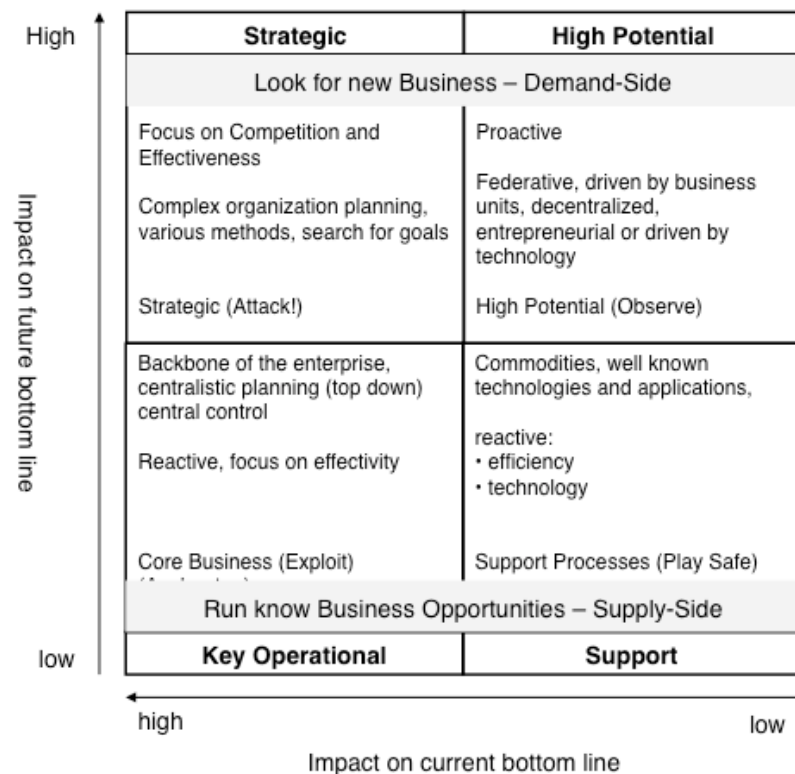 High
Strategic
High Potential
Look for new Business – Demand-Side
Focus on Competition and
Effectiveness
Complex organization planning,
various methods, search for goals
Strategic (Attack!)
Proactive
Federative, driven by business
units, decentralized,
entrepreneurial or driven by
technology
High Potential (Observe)
Impact on future bottom line
Backbone of the enterprise,
centralistic planning (top down)
central control
Reactive, focus on effectivity
Core Business (Exploit)
Commodities, well known
technologies and applications,
reactive:
• efficiency
• technology
Support Processes (Play Safe)
Run know Business Opportunities – Supply-Side
low
Key Operational
Support
high
low
Impact on current bottom line